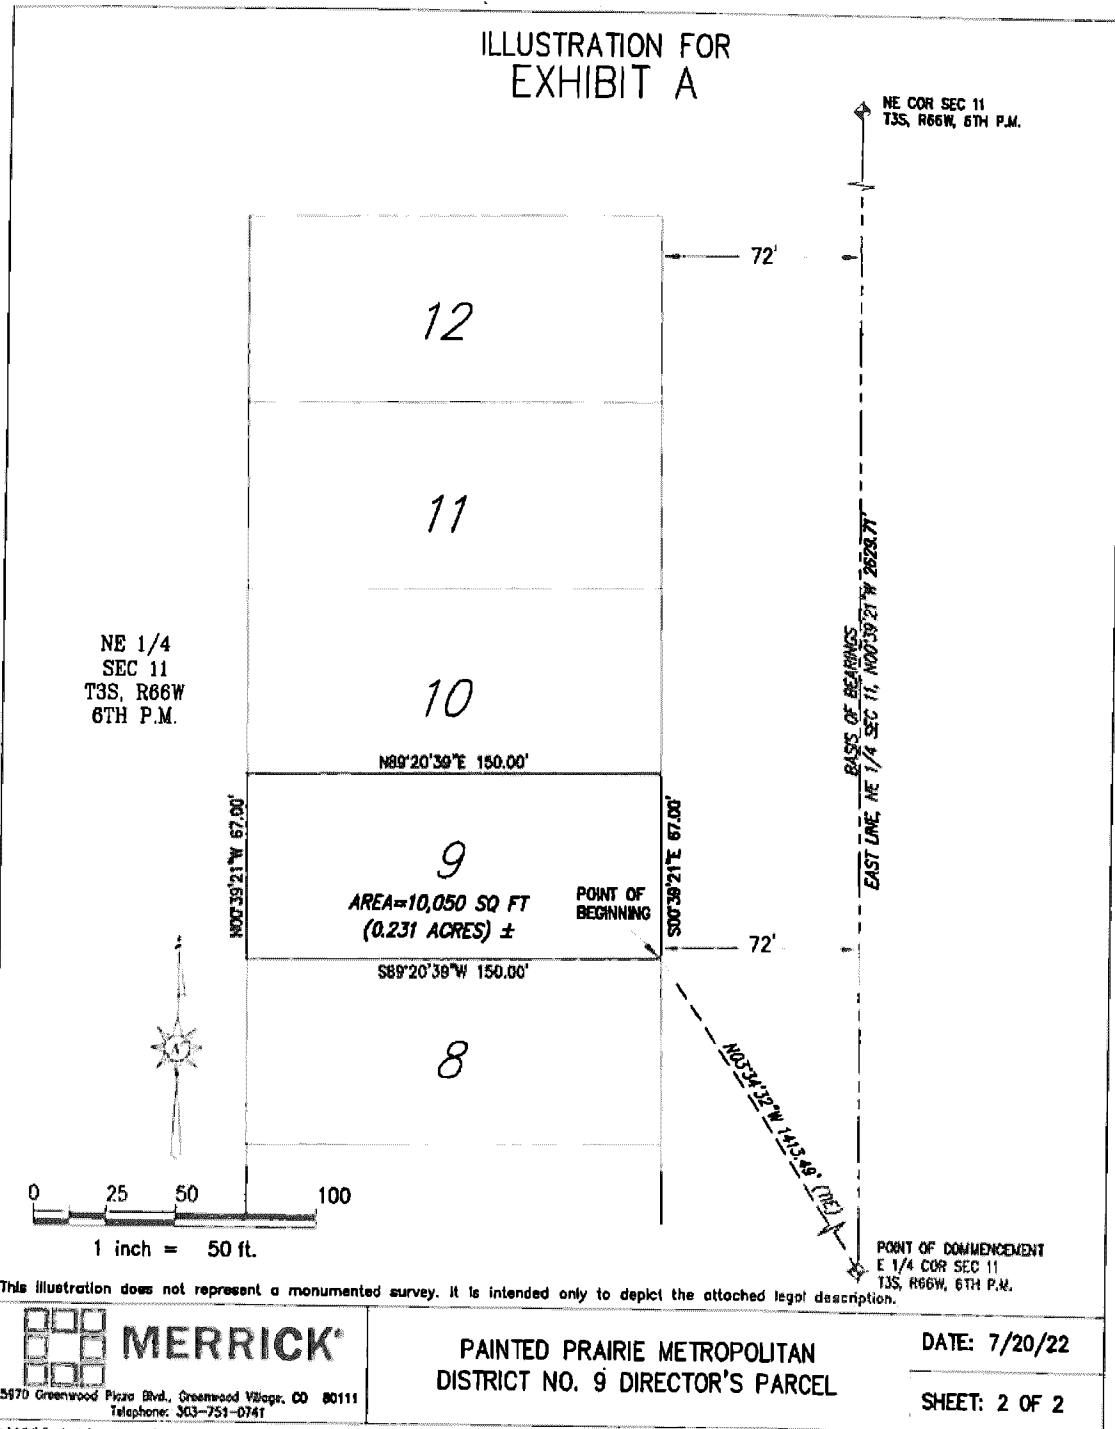 ILLUSTRATION FOR
EXHIBIT A
NE COR SEC 11
T3S, R66W, 6TH P.M.
72'
12
11
10
NE 1/4
SEC 11
T3S, R66W
6TH P.M.
BASIS OF BEARINGS
EAST LINE, NE 1/4 SEC 11, N00°39'21"W 2629.71'
N89°20'39"E 150.00'
N00°39'21"W 67.00'
S00°39'21"E 67.00'
9
AREA=10,050 SQ FT
(0.231 ACRES) ±
POINT OF
BEGINNING
72'
S89°20'39"W 150.00'
8
N
N03°34'32"W 1413.49' (TIE)
0 25 50 100
1 inch = 50 ft.
POINT OF COMMENCEMENT
E 1/4 COR SEC 11
T3S, R66W, 6TH P.M.
This illustration does not represent a monumented survey. It is intended only to depict the attached legal description.
MERRICK®
5970 Greenwood Plaza Blvd., Greenwood Village, CO 80111
Telephone: 303-751-0741
PAINTED PRAIRIE METROPOLITAN
DISTRICT NO. 9 DIRECTOR'S PARCEL
DATE: 7/20/22
SHEET: 2 OF 2